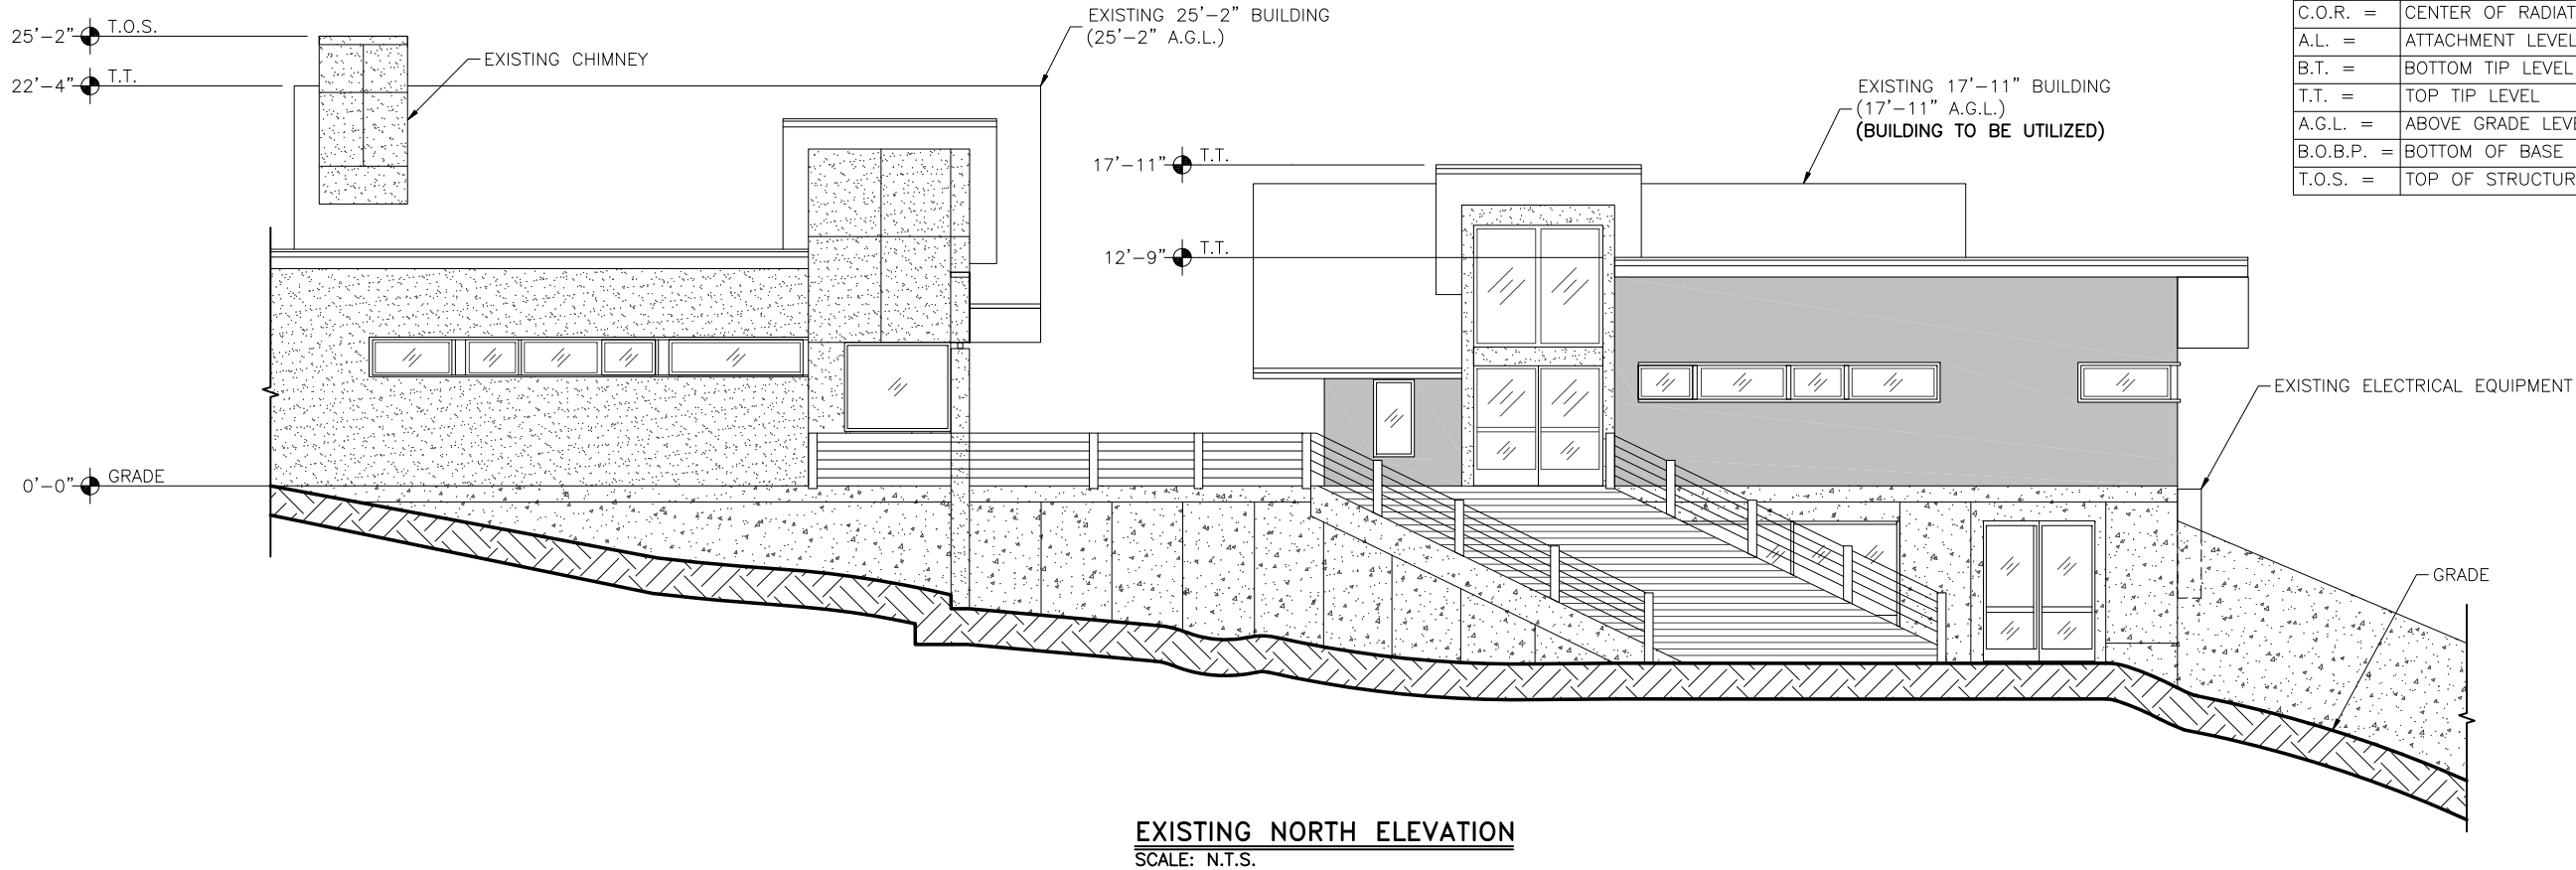 25'-2" T.O.S.
22'-4" T.T.
EXISTING CHIMNEY
EXISTING 25'-2" BUILDING
(25'-2" A.G.L.)
EXISTING 17'-11" BUILDING
(17'-11" A.G.L.)
(BUILDING TO BE UTILIZED)
17'-11" T.T.
12'-9" T.T.
C.O.R. = CENTER OF RADIAT
A.L. = ATTACHMENT LEVEL
B.T. = BOTTOM TIP LEVEL
T.T. = TOP TIP LEVEL
A.G.L. = ABOVE GRADE LEVE
B.O.B.P. = BOTTOM OF BASE
T.O.S. = TOP OF STRUCTUR
EXISTING ELECTRICAL EQUIPMENT
0'-0" GRADE
GRADE
EXISTING NORTH ELEVATION
SCALE: N.T.S.